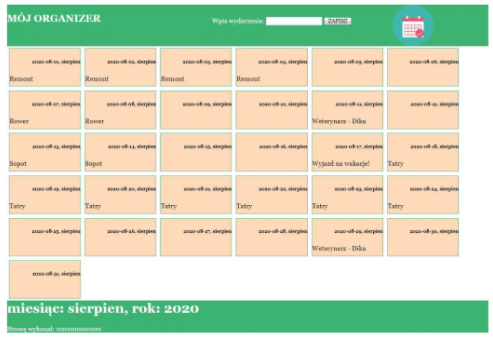 MÓJ ORGANIZER
Wpis wydarzenia: ZAPISZ
2020-08-01, sierpien 2020-08-02, sierpien 2020-08-03, sierpien 2020-08-04, sierpien 2020-08-05, sierpien 2020-08-06, sierpien
Remont Remont Remont Remont
2020-08-07, sierpien 2020-08-08, sierpien 2020-08-09, sierpien 2020-08-10, sierpien 2020-08-11, sierpien 2020-08-12, sierpien
Rower Rower Weterynarz - Dika
2020-08-13, sierpien 2020-08-14, sierpien 2020-08-15, sierpien 2020-08-16, sierpien 2020-08-17, sierpien 2020-08-18, sierpien
Sopot Sopot Wyjazd na wakacje! Tatry
2020-08-19, sierpien 2020-08-20, sierpien 2020-08-21, sierpien 2020-08-22, sierpien 2020-08-23, sierpien 2020-08-24, sierpien
Tatry Tatry Tatry Tatry Tatry Tatry
2020-08-25, sierpien 2020-08-26, sierpien 2020-08-27, sierpien 2020-08-28, sierpien 2020-08-29, sierpien 2020-08-30, sierpien
Weterynarz - Dika
2020-08-31, sierpien
miesiąc: sierpien, rok: 2020
Stronę wykonał: 00000000000